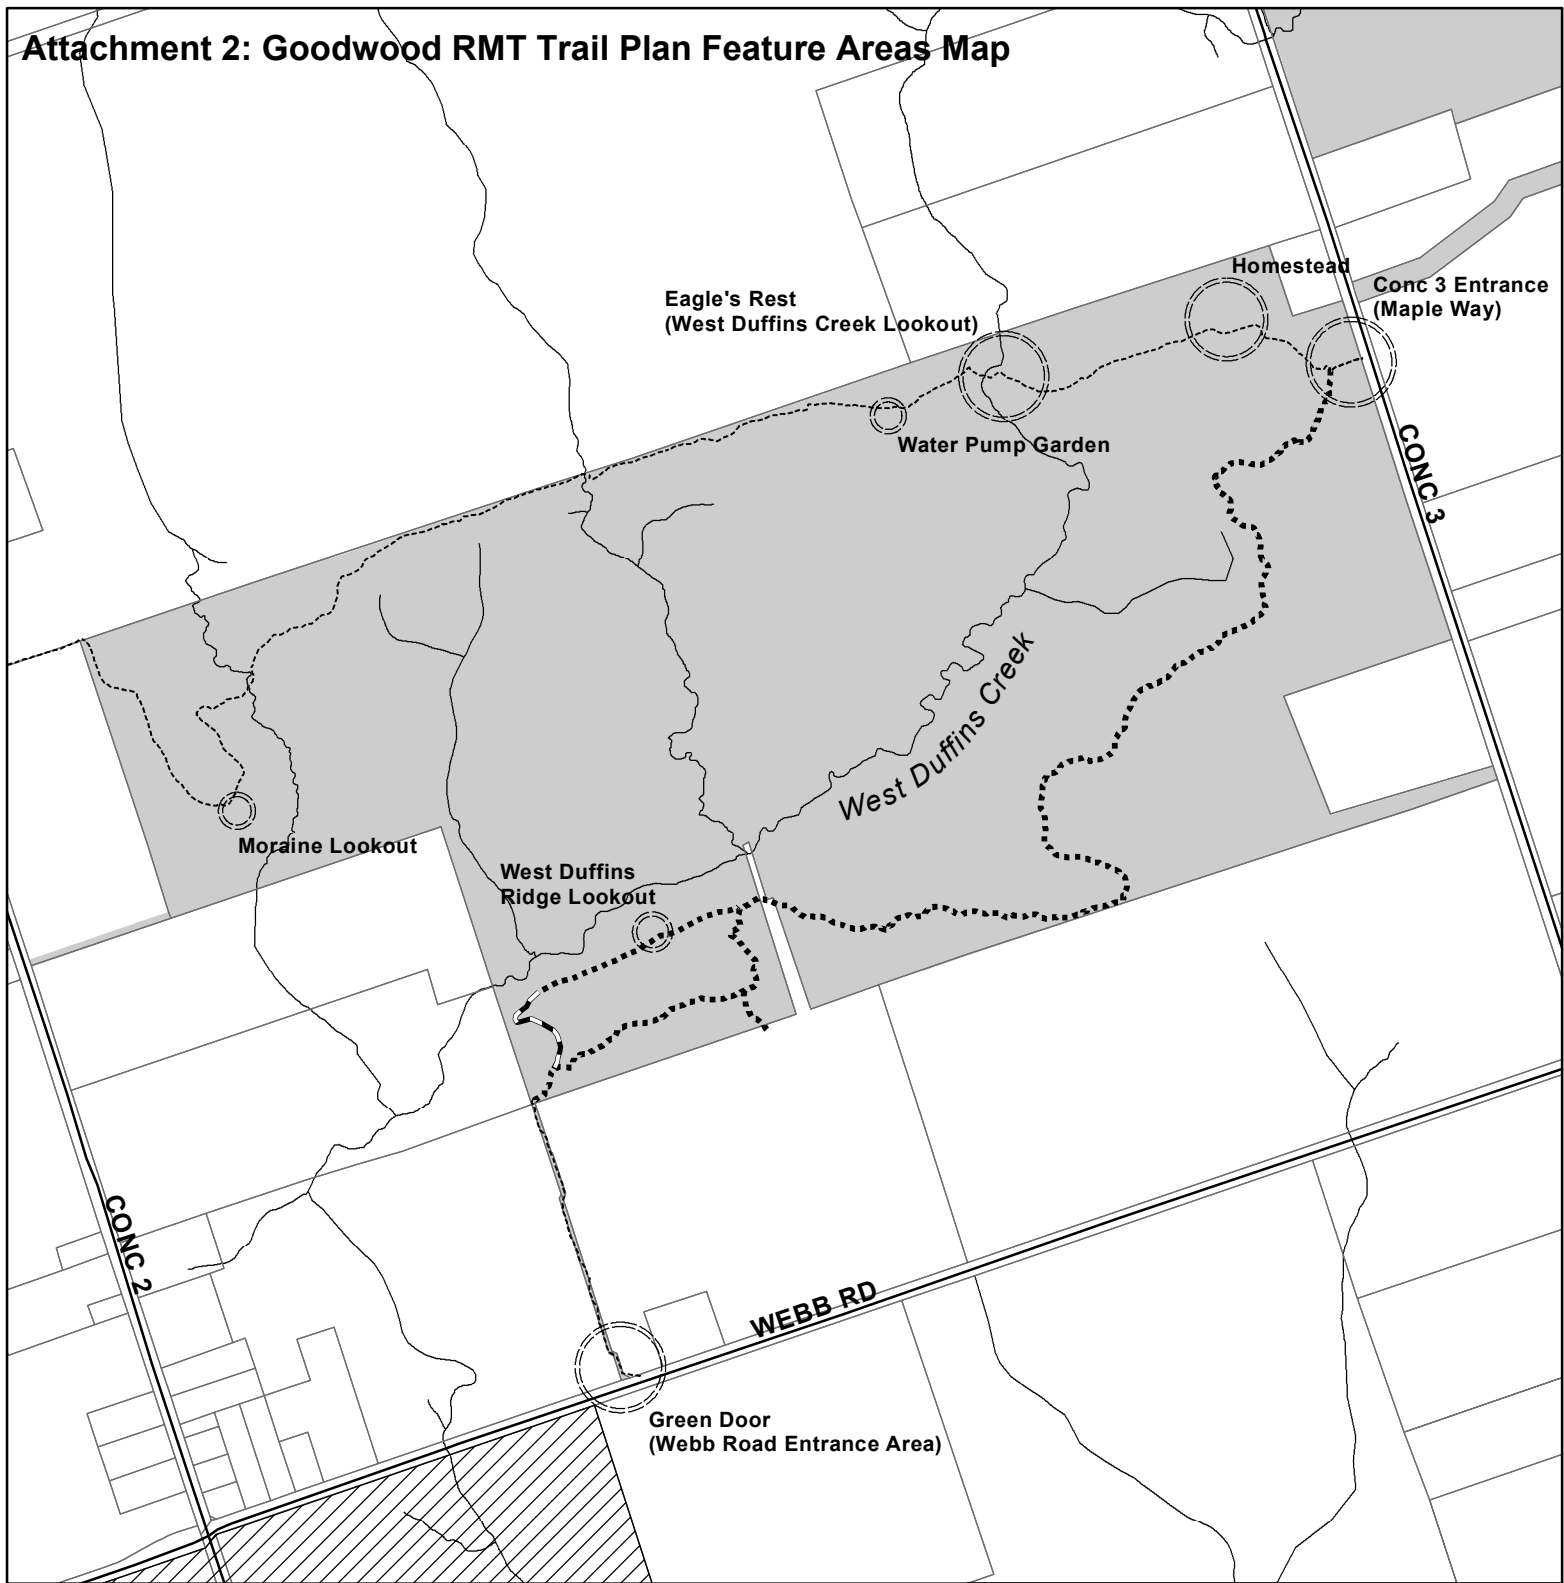 Attachment 2: Goodwood RMT Trail Plan Feature Areas Map
Homestead
Conc 3 Entrance
(Maple Way)
Eagle's Rest
(West Duffins Creek Lookout)
Water Pump Garden
CONC 3
West Duffins Creek
Moraine Lookout
West Duffins
Ridge Lookout
CONC 2
WEBB RD
Green Door
(Webb Road Entrance Area)